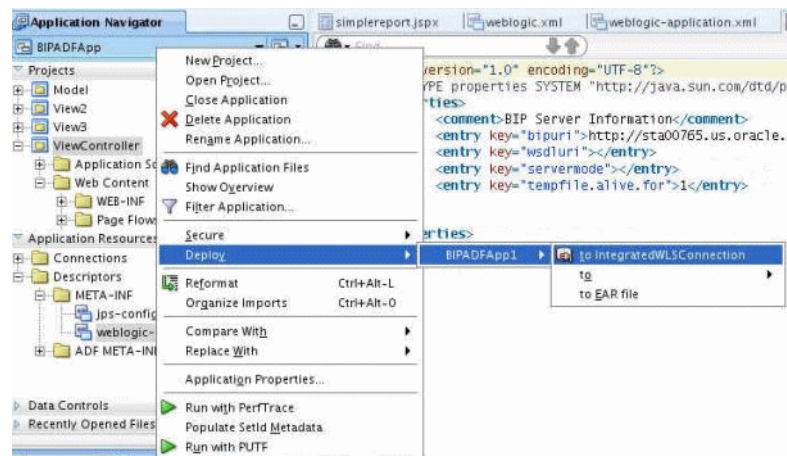 Application Navigator
simplereport.jspx
weblogic.xml
weblogic-application.xml
BIPADFApp
Find
Projects
Model
View2
View3
ViewController
Application So
Web Content
WEB-INF
Page Flow
Application Resource
Connections
Descriptors
META-INF
jps-config
weblogic-
ADF META-IN
Data Controls
Recently Opened Files
New Project...
Open Project...
Close Application
Delete Application
Rename Application...
Find Application Files
Show Overview
Filter Application...
Secure
Deploy
Reformat Ctrl+Alt-L
Organize Imports Ctrl+Alt-O
Compare With
Replace With
Application Properties...
Run with PerfTrace
Populate SetId Metadata
Run with PUTF
BIPADFApp1
to IntegratedWLSConnection
to
to EAR file
version="1.0" encoding="UTF-8"?>
YPE properties SYSTEM "http://java.sun.com/dtd/p
rties>
<comment>BIP Server Information</comment>
<entry key="bipuri">http://sta00765.us.oracle.
<entry key="wsdluri"></entry>
<entry key="servermode"></entry>
<entry key="tempfile.alive.for">1</entry>
erties>